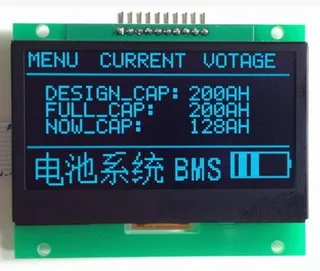 MENU CURRENT VOTAGE
DESIGN_CAP: 200AH
FULL_CAP: 200AH
NOW_CAP: 128AH
电池系统 BMS